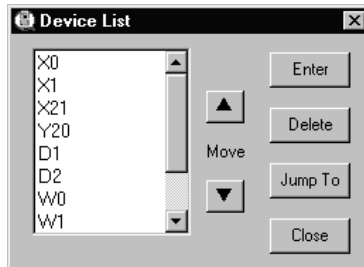 Device List
X0
X1
X21
Y20
D1
D2
W0
W1
Move
Enter
Delete
Jump To
Close